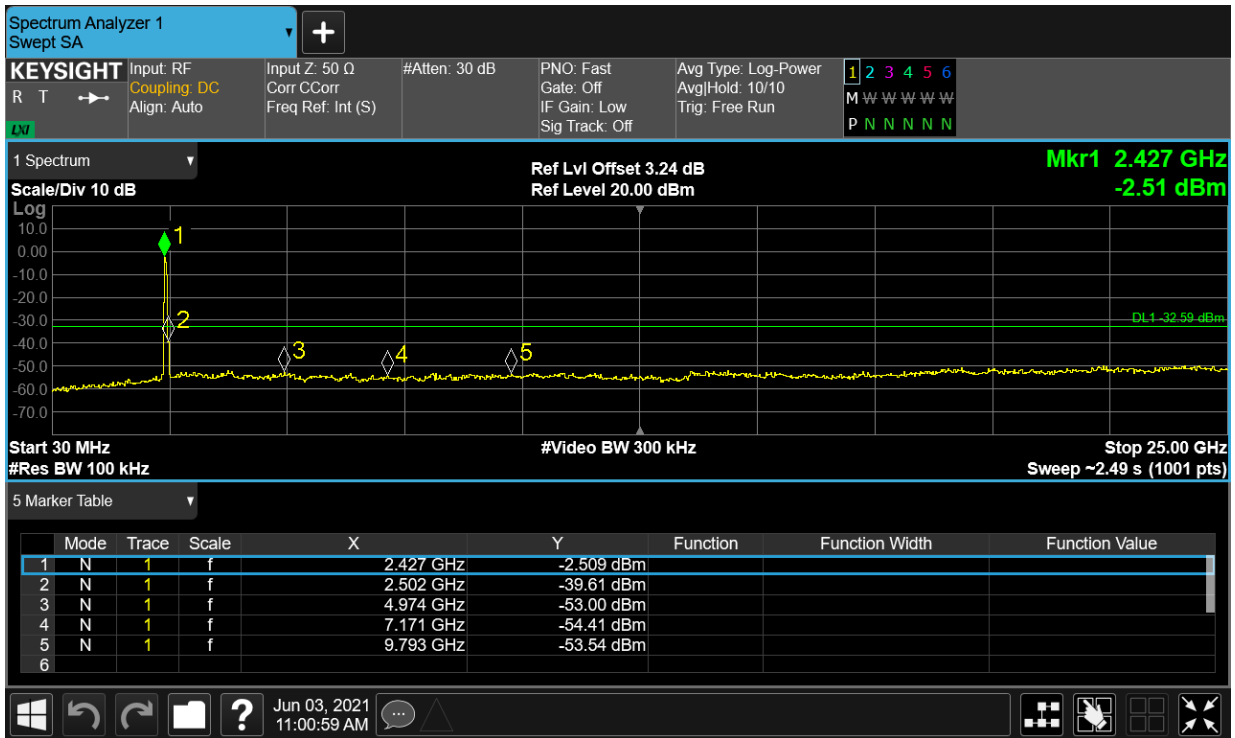 Spectrum Analyzer 1
Swept SA
+
KEYSIGHT
R T
LXI
Input: RF
Coupling: DC
Align: Auto
Input Z: 50 Ω
Corr CCorr
Freq Ref: Int (S)
#Atten: 30 dB
PNO: Fast
Gate: Off
IF Gain: Low
Sig Track: Off
Avg Type: Log-Power
Avg|Hold: 10/10
Trig: Free Run
1 2 3 4 5 6
M W W W W W
P N N N N N
1 Spectrum
Scale/Div 10 dB
Ref Lvl Offset 3.24 dB
Ref Level 20.00 dBm
Mkr1 2.427 GHz
-2.51 dBm
Log
10.0
0.00
-10.0
-20.0
-30.0
-40.0
-50.0
-60.0
-70.0
1
2
3
4
5
DL1 -32.59 dBm
Start 30 MHz
#Video BW 300 kHz
Stop 25.00 GHz
#Res BW 100 kHz
Sweep ~2.49 s (1001 pts)
5 Marker Table
Mode Trace Scale X Y Function Function Width Function Value
1 N 1 f 2.427 GHz -2.509 dBm
2 N 1 f 2.502 GHz -39.61 dBm
3 N 1 f 4.974 GHz -53.00 dBm
4 N 1 f 7.171 GHz -54.41 dBm
5 N 1 f 9.793 GHz -53.54 dBm
6
?
Jun 03, 2021
11:00:59 AM